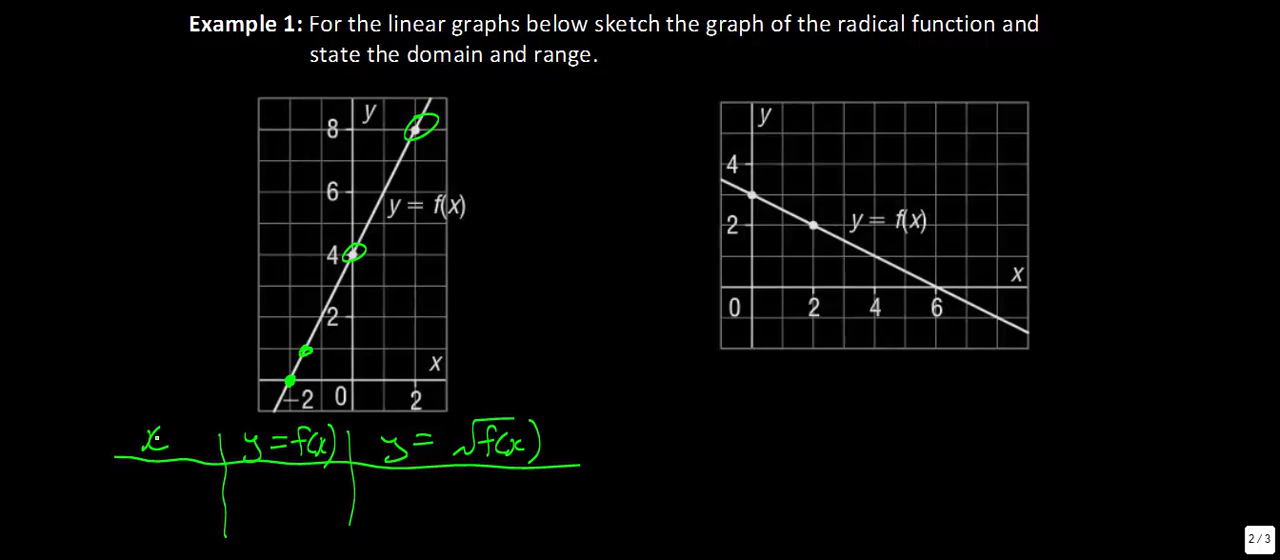 Example 1: For the linear graphs below sketch the graph of the radical function and
state the domain and range.
y
8
6
y = f(x)
4
2
x
-2 0 2
y
4
2
y = f(x)
x
0 2 4 6
x y = f(x) y = √f(x)
2 / 3